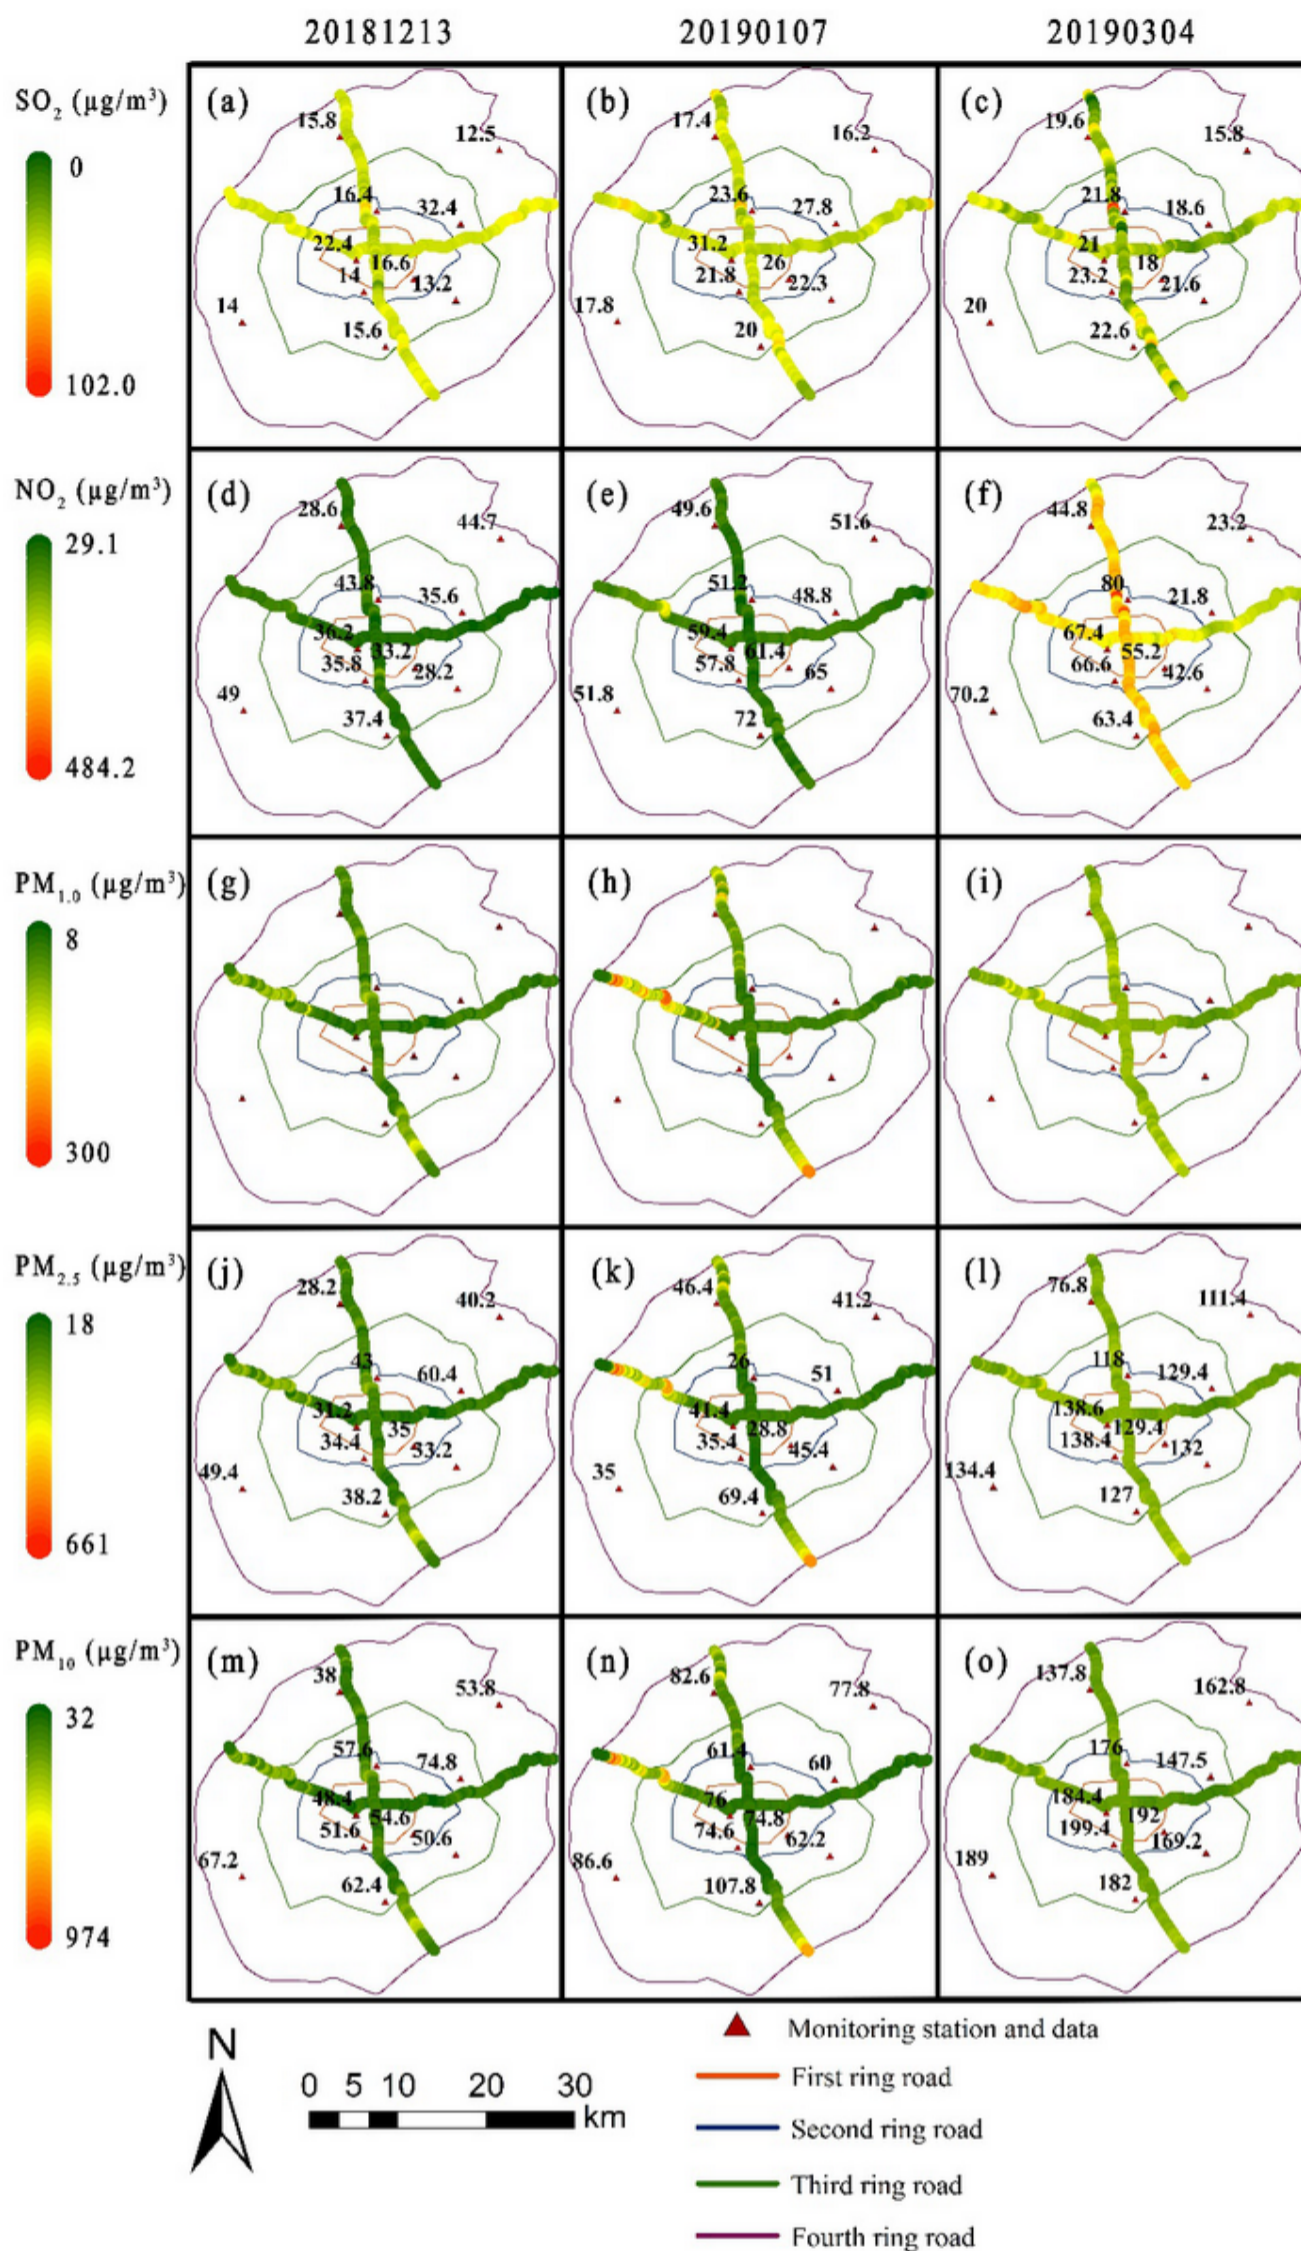 20181213 20190107 20190304
SO2 (μg/m³)
0
102.0
(a)
15.8 12.5
16.4 32.4
22.4 16.6
14 13.2
14
15.6
(b)
17.4 16.2
23.6 27.8
31.2 26
21.8 22.3
17.8
20
(c)
19.6 15.8
21.8 18.6
21 18
23.2 21.6
20
22.6
NO2 (μg/m³)
29.1
484.2
(d)
28.6 44.7
43.8 35.6
36.2 33.2
35.8 28.2
49
37.4
(e)
49.6 51.6
51.2 48.8
59.4 61.4
57.8 65
51.8
72
(f)
44.8 23.2
80 21.8
67.4 55.2
66.6 42.6
70.2
63.4
PM1.0 (μg/m³)
8
300
(g)
(h)
(i)
PM2.5 (μg/m³)
18
661
(j)
28.2 40.2
43 60.4
31.2 35
34.4 33.2
49.4
38.2
(k)
46.4 41.2
26 51
41.4 28.8
35.4 45.4
35
69.4
(l)
76.8 111.4
118 129.4
138.6 129.4
138.4 132
134.4
127
PM10 (μg/m³)
32
974
(m)
38 53.8
57.6 74.8
48.4 54.6
51.6 50.6
67.2
62.4
(n)
82.6 77.8
61.4 60
76 74.8
74.6 62.2
86.6
107.8
(o)
137.8 162.8
176 147.5
184.4 192
199.4 169.2
189
182
N
0 5 10 20 30
km
Monitoring station and data
First ring road
Second ring road
Third ring road
Fourth ring road